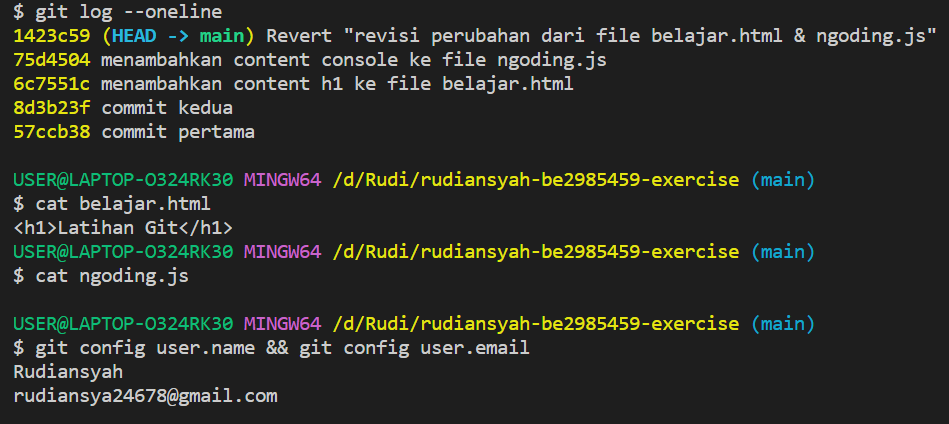 $ git log --oneline
1423c59 (HEAD -> main) Revert "revisi perubahan dari file belajar.html & ngoding.js"
75d4504 menambahkan content console ke file ngoding.js
6c7551c menambahkan content h1 ke file belajar.html
8d3b23f commit kedua
57ccb38 commit pertama
USER@LAPTOP-O324RK30 MINGW64 /d/Rudi/rudiansyah-be2985459-exercise (main)
$ cat belajar.html
<h1>Latihan Git</h1>
USER@LAPTOP-O324RK30 MINGW64 /d/Rudi/rudiansyah-be2985459-exercise (main)
$ cat ngoding.js
USER@LAPTOP-O324RK30 MINGW64 /d/Rudi/rudiansyah-be2985459-exercise (main)
$ git config user.name && git config user.email
Rudiansyah
rudiansya24678@gmail.com